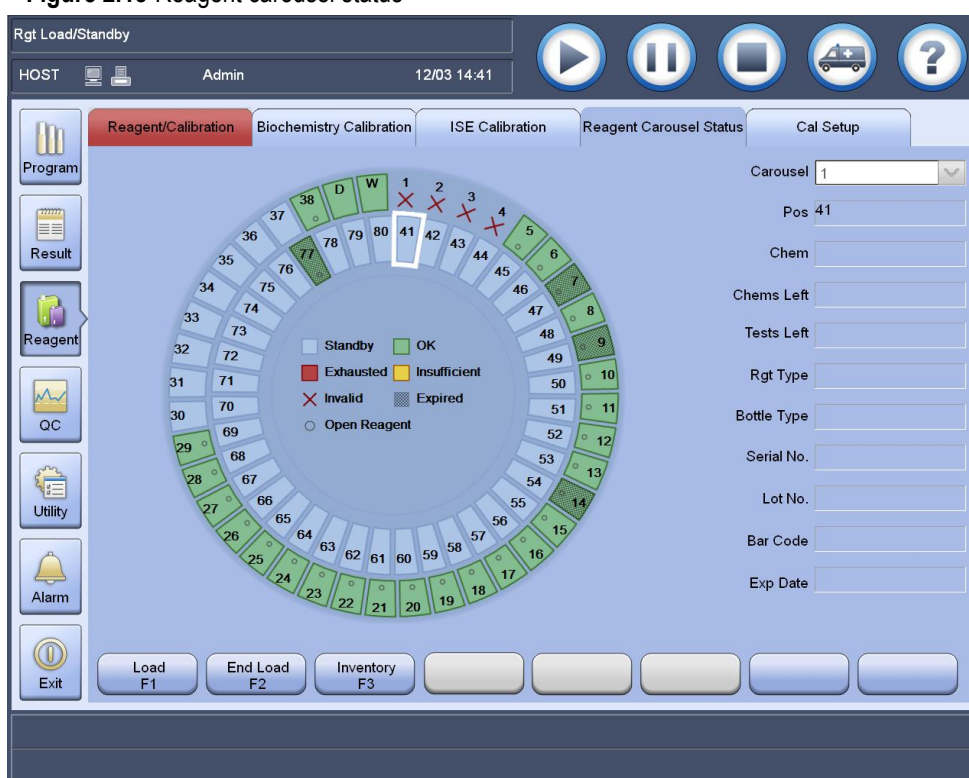 Figure 2.10 Reagent carousel status
Rgt Load/Standby
HOST Admin 12/03 14:41
?
Reagent/Calibration Biochemistry Calibration ISE Calibration Reagent Carousel Status Cal Setup
Program
Result
Reagent
QC
Utility
Alarm
Exit
D W 1 2 3 4 5 6 7 8 9 10 11 12 13 14 15 16 17 18 19 20 21 22 23 24 25 26 27 28 29 30 31 32 33 34 35 36 37 38
41 42 43 44 45 46 47 48 49 50 51 52 53 54 55 56 57 58 59 60 61 62 63 64 65 66 67 68 69 70 71 72 73 74 75 76 77 78 79 80
Standby OK
Exhausted Insufficient
Invalid Expired
Open Reagent
Carousel 1
Pos 41
Chem
Chems Left
Tests Left
Rgt Type
Bottle Type
Serial No.
Lot No.
Bar Code
Exp Date
Load End Load Inventory
F1 F2 F3